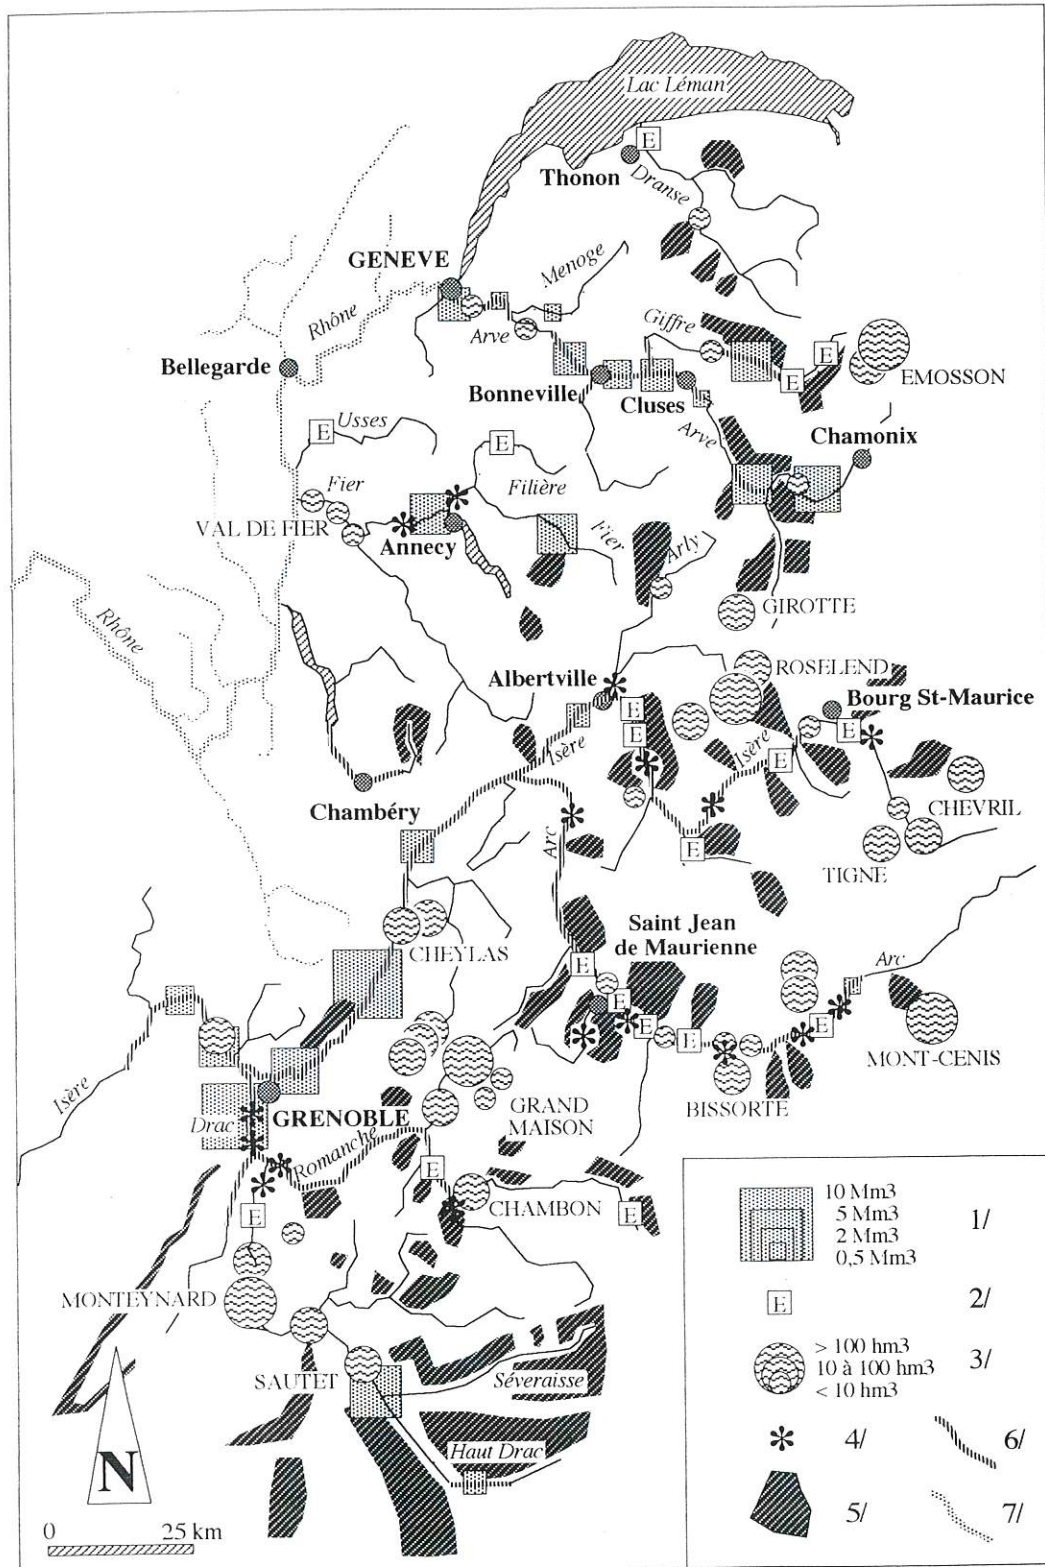 Lac Léman
E
Thonon
Dranse
GENEVE
Menoge
Rhône
Arve
Giffre
Bellegarde
E
E
EMOSSON
Bonneville
Cluses
Usses
E
E
Arve
Chamonix
Fier
Filière
VAL DE FIER
Annecy
Fier
Arly
Rhône
GIROTTE
ROSELEND
Albertville
Bourg St-Maurice
E
E
E
Isère
Isère
E
Chambéry
CHEVRIL
Arc
E
TIGNE
Saint Jean
de Maurienne
CHEYLAS
Arc
E
E
E
E
E
MONT-CENIS
Isère
BISSORTE
Drac
GRENOBLE
GRAND
MAISON
Romanche
E
CHAMBON
E
E
MONTEYNARD
SAUTET
Séveraisse
Haut Drac
N
0 25 km
10 Mm3
5 Mm3
2 Mm3
0,5 Mm3
1/
E
2/
> 100 hm3
10 à 100 hm3
< 10 hm3
3/
4/
6/
5/
7/